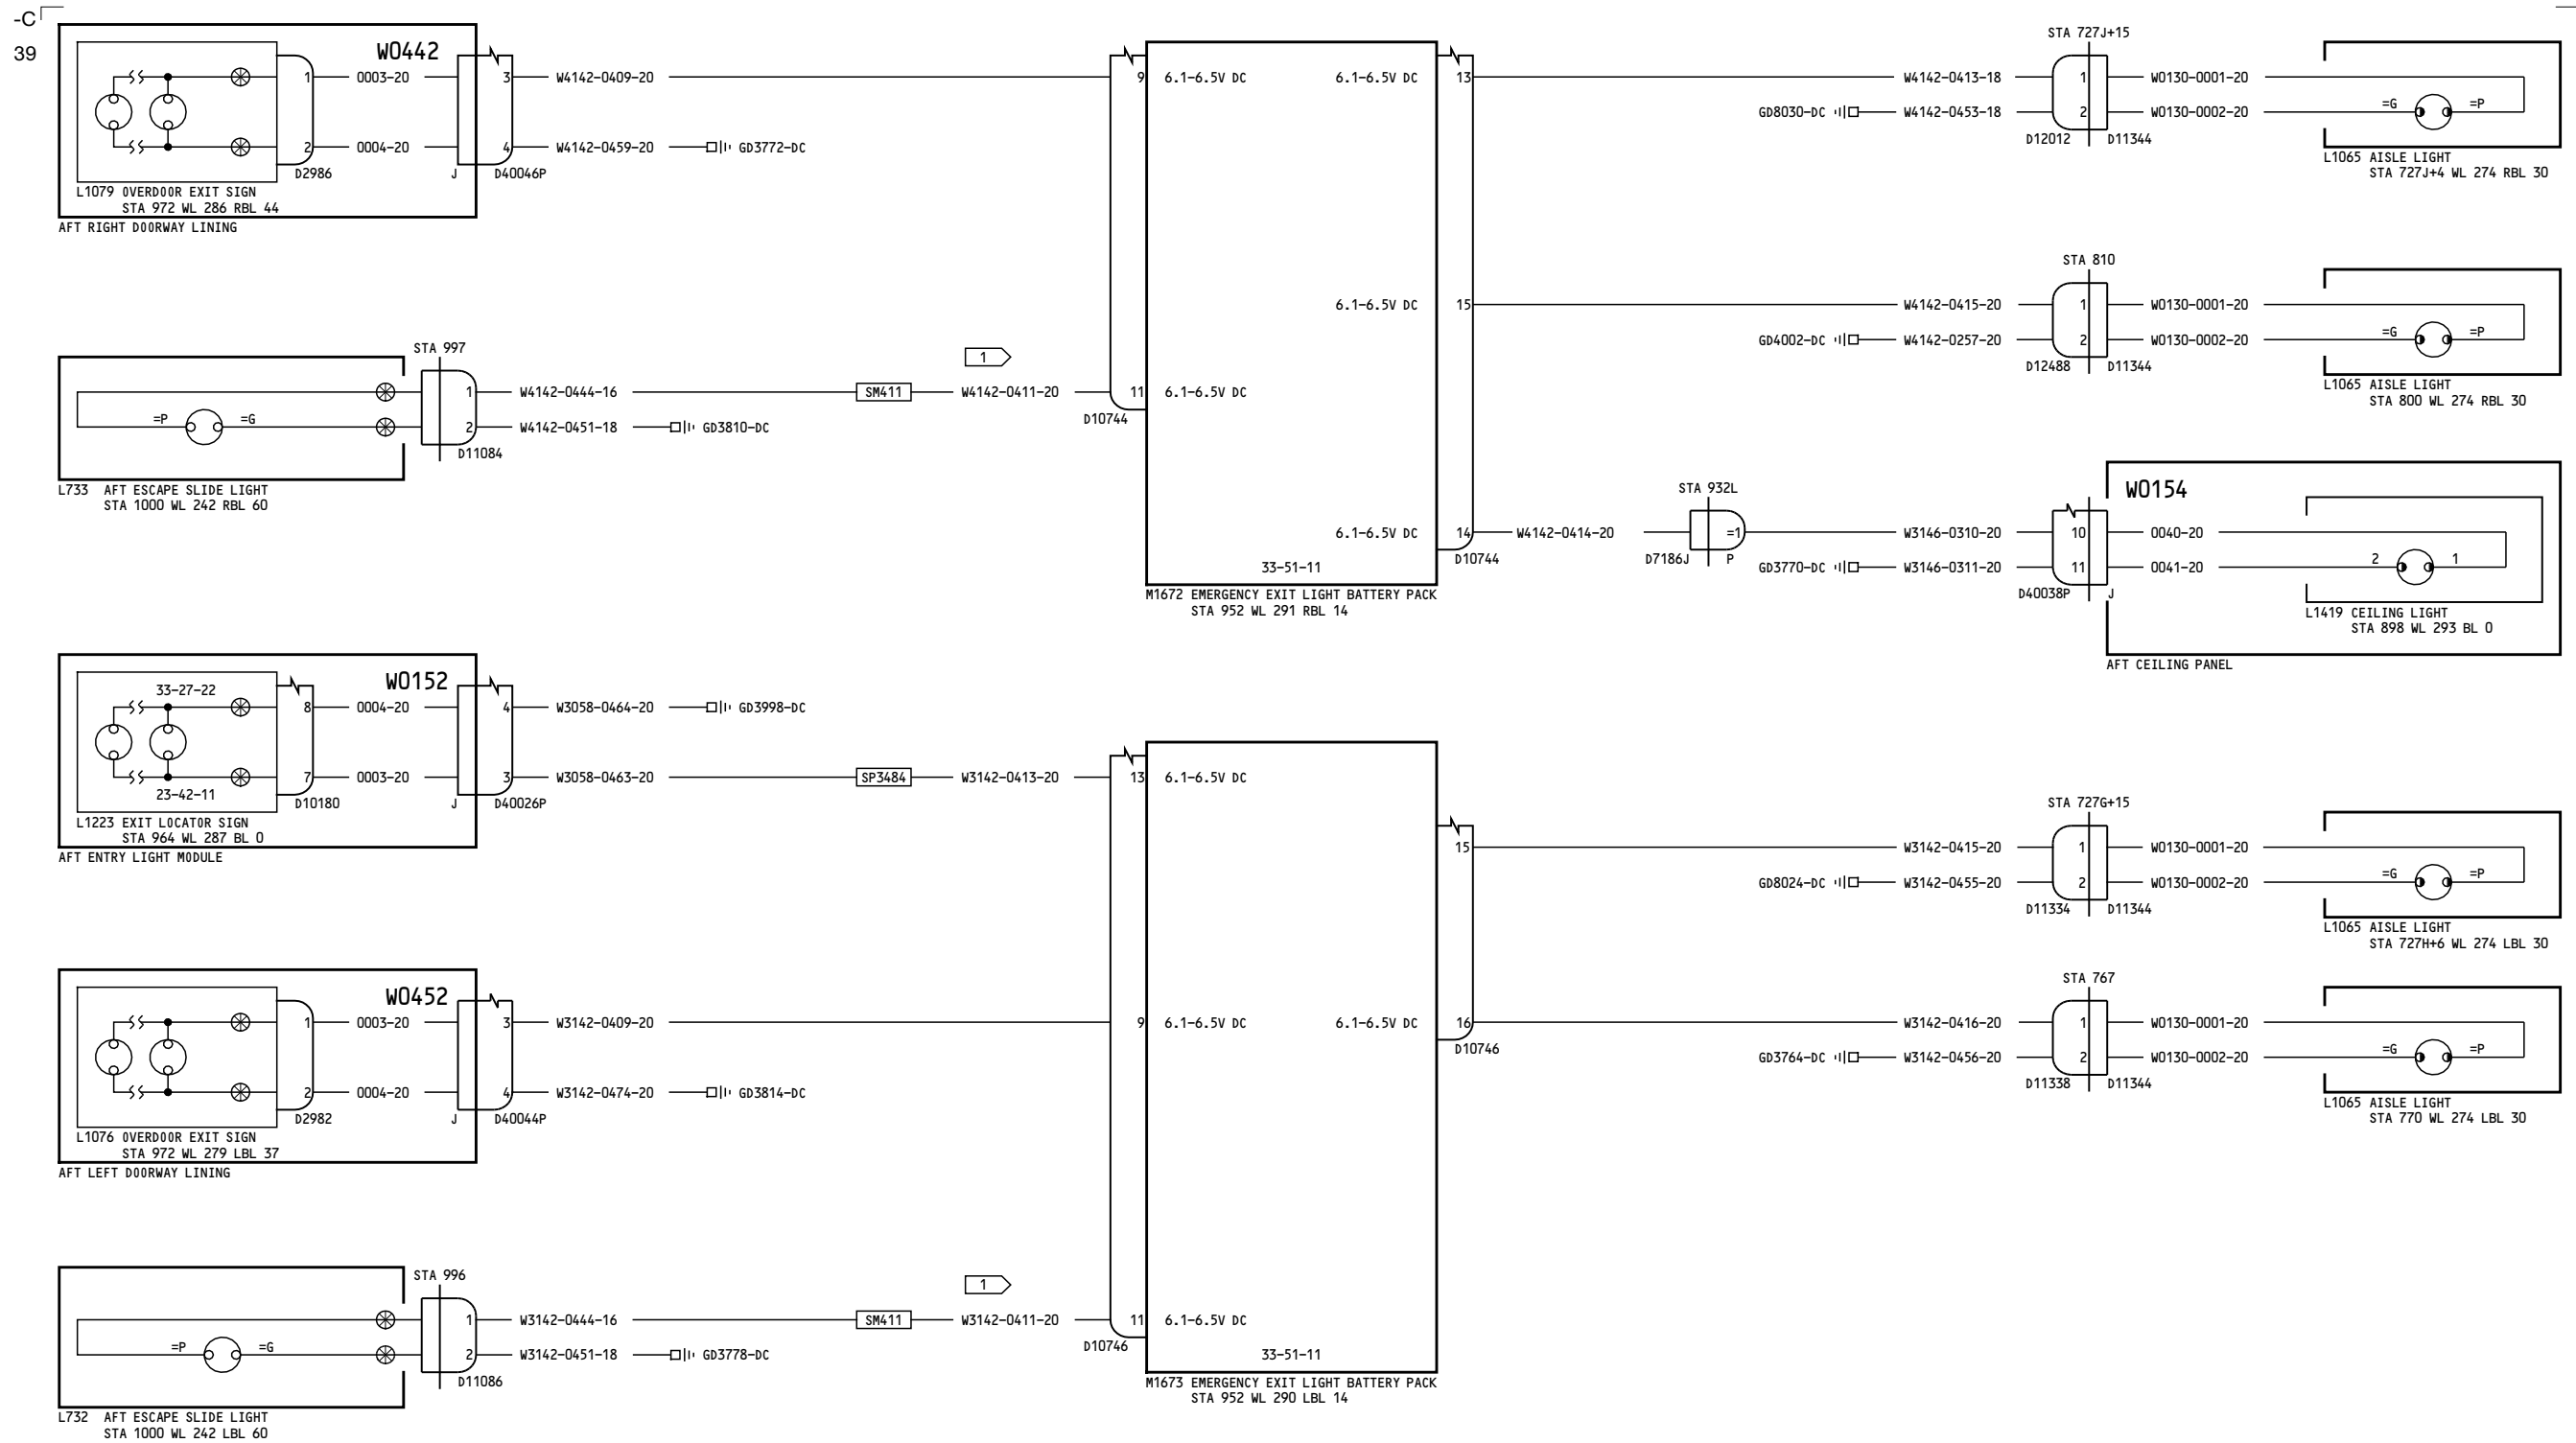 -C
39
W0442
1 0003-20 3 W4142-0409-20
2 0004-20 4 W4142-0459-20 GD3772-DC
D2986 J D40046P
L1079 OVERDOOR EXIT SIGN
STA 972 WL 286 RBL 44
AFT RIGHT DOORWAY LINING
STA 997
1 W4142-0444-16 SM411 W4142-0411-20
1
=P =G 2 W4142-0451-18 GD3810-DC
D11084
L733 AFT ESCAPE SLIDE LIGHT
STA 1000 WL 242 RBL 60
9 6.1-6.5V DC 6.1-6.5V DC 13
6.1-6.5V DC 15
11 6.1-6.5V DC
D10744
6.1-6.5V DC 14
D10744
33-51-11
M1672 EMERGENCY EXIT LIGHT BATTERY PACK
STA 952 WL 291 RBL 14
STA 727J+15
W4142-0413-18 1 W0130-0001-20
GD8030-DC W4142-0453-18 2 W0130-0002-20 =G =P
D12012 D11344
L1065 AISLE LIGHT
STA 727J+4 WL 274 RBL 30
STA 810
W4142-0415-20 1 W0130-0001-20
GD4002-DC W4142-0257-20 2 W0130-0002-20 =G =P
D12488 D11344
L1065 AISLE LIGHT
STA 800 WL 274 RBL 30
STA 932L
W4142-0414-20 =1 W3146-0310-20 10 0040-20
D7186J P
GD3770-DC W3146-0311-20 11 0041-20 2 1
D40038P J
W0154
L1419 CEILING LIGHT
STA 898 WL 293 BL 0
AFT CEILING PANEL
W0152
33-27-22
8 0004-20 4 W3058-0464-20 GD3998-DC
7 0003-20 3 W3058-0463-20 SP3484 W3142-0413-20
23-42-11
D10180 J D40026P
L1223 EXIT LOCATOR SIGN
STA 964 WL 287 BL 0
AFT ENTRY LIGHT MODULE
W0452
1 0003-20 3 W3142-0409-20
2 0004-20 4 W3142-0474-20 GD3814-DC
D2982 J D40044P
L1076 OVERDOOR EXIT SIGN
STA 972 WL 279 LBL 37
AFT LEFT DOORWAY LINING
STA 996
1
1 W3142-0444-16 SM411 W3142-0411-20
=P =G 2 W3142-0451-18 GD3778-DC
D11086
L732 AFT ESCAPE SLIDE LIGHT
STA 1000 WL 242 LBL 60
13 6.1-6.5V DC
15
9 6.1-6.5V DC 6.1-6.5V DC 16
D10746
11 6.1-6.5V DC
D10746
33-51-11
M1673 EMERGENCY EXIT LIGHT BATTERY PACK
STA 952 WL 290 LBL 14
STA 727G+15
W3142-0415-20 1 W0130-0001-20
GD8024-DC W3142-0455-20 2 W0130-0002-20 =G =P
D11334 D11344
L1065 AISLE LIGHT
STA 727H+6 WL 274 LBL 30
STA 767
W3142-0416-20 1 W0130-0001-20
GD3764-DC W3142-0456-20 2 W0130-0002-20 =G =P
D11338 D11344
L1065 AISLE LIGHT
STA 770 WL 274 LBL 30